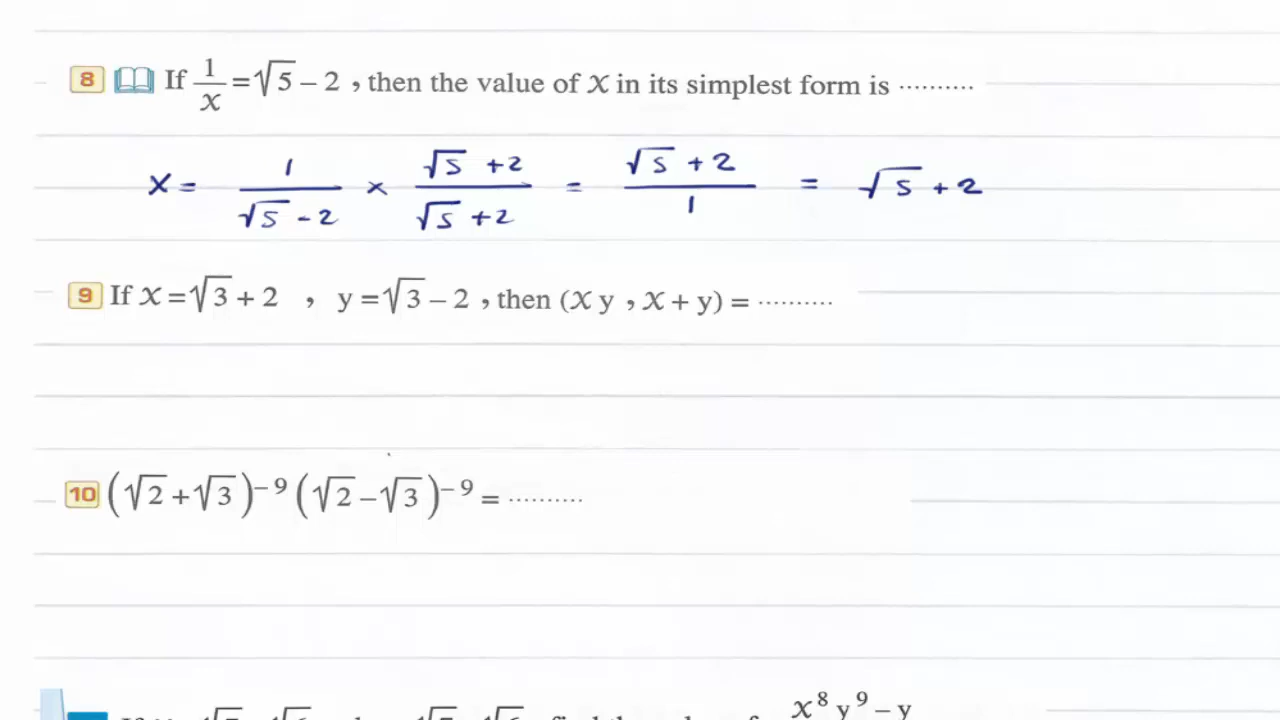 8 If 1/x = √5 − 2 , then the value of x in its simplest form is ..........
x = 1/(√5 - 2) × (√5 + 2)/(√5 + 2) = (√5 + 2)/1 = √5 + 2
9 If x = √3 + 2 , y = √3 − 2 , then (x y , x + y) = ..........
10 (√2 + √3)^−9 (√2 − √3)^−9 = ..........
x^8 y^9 − y